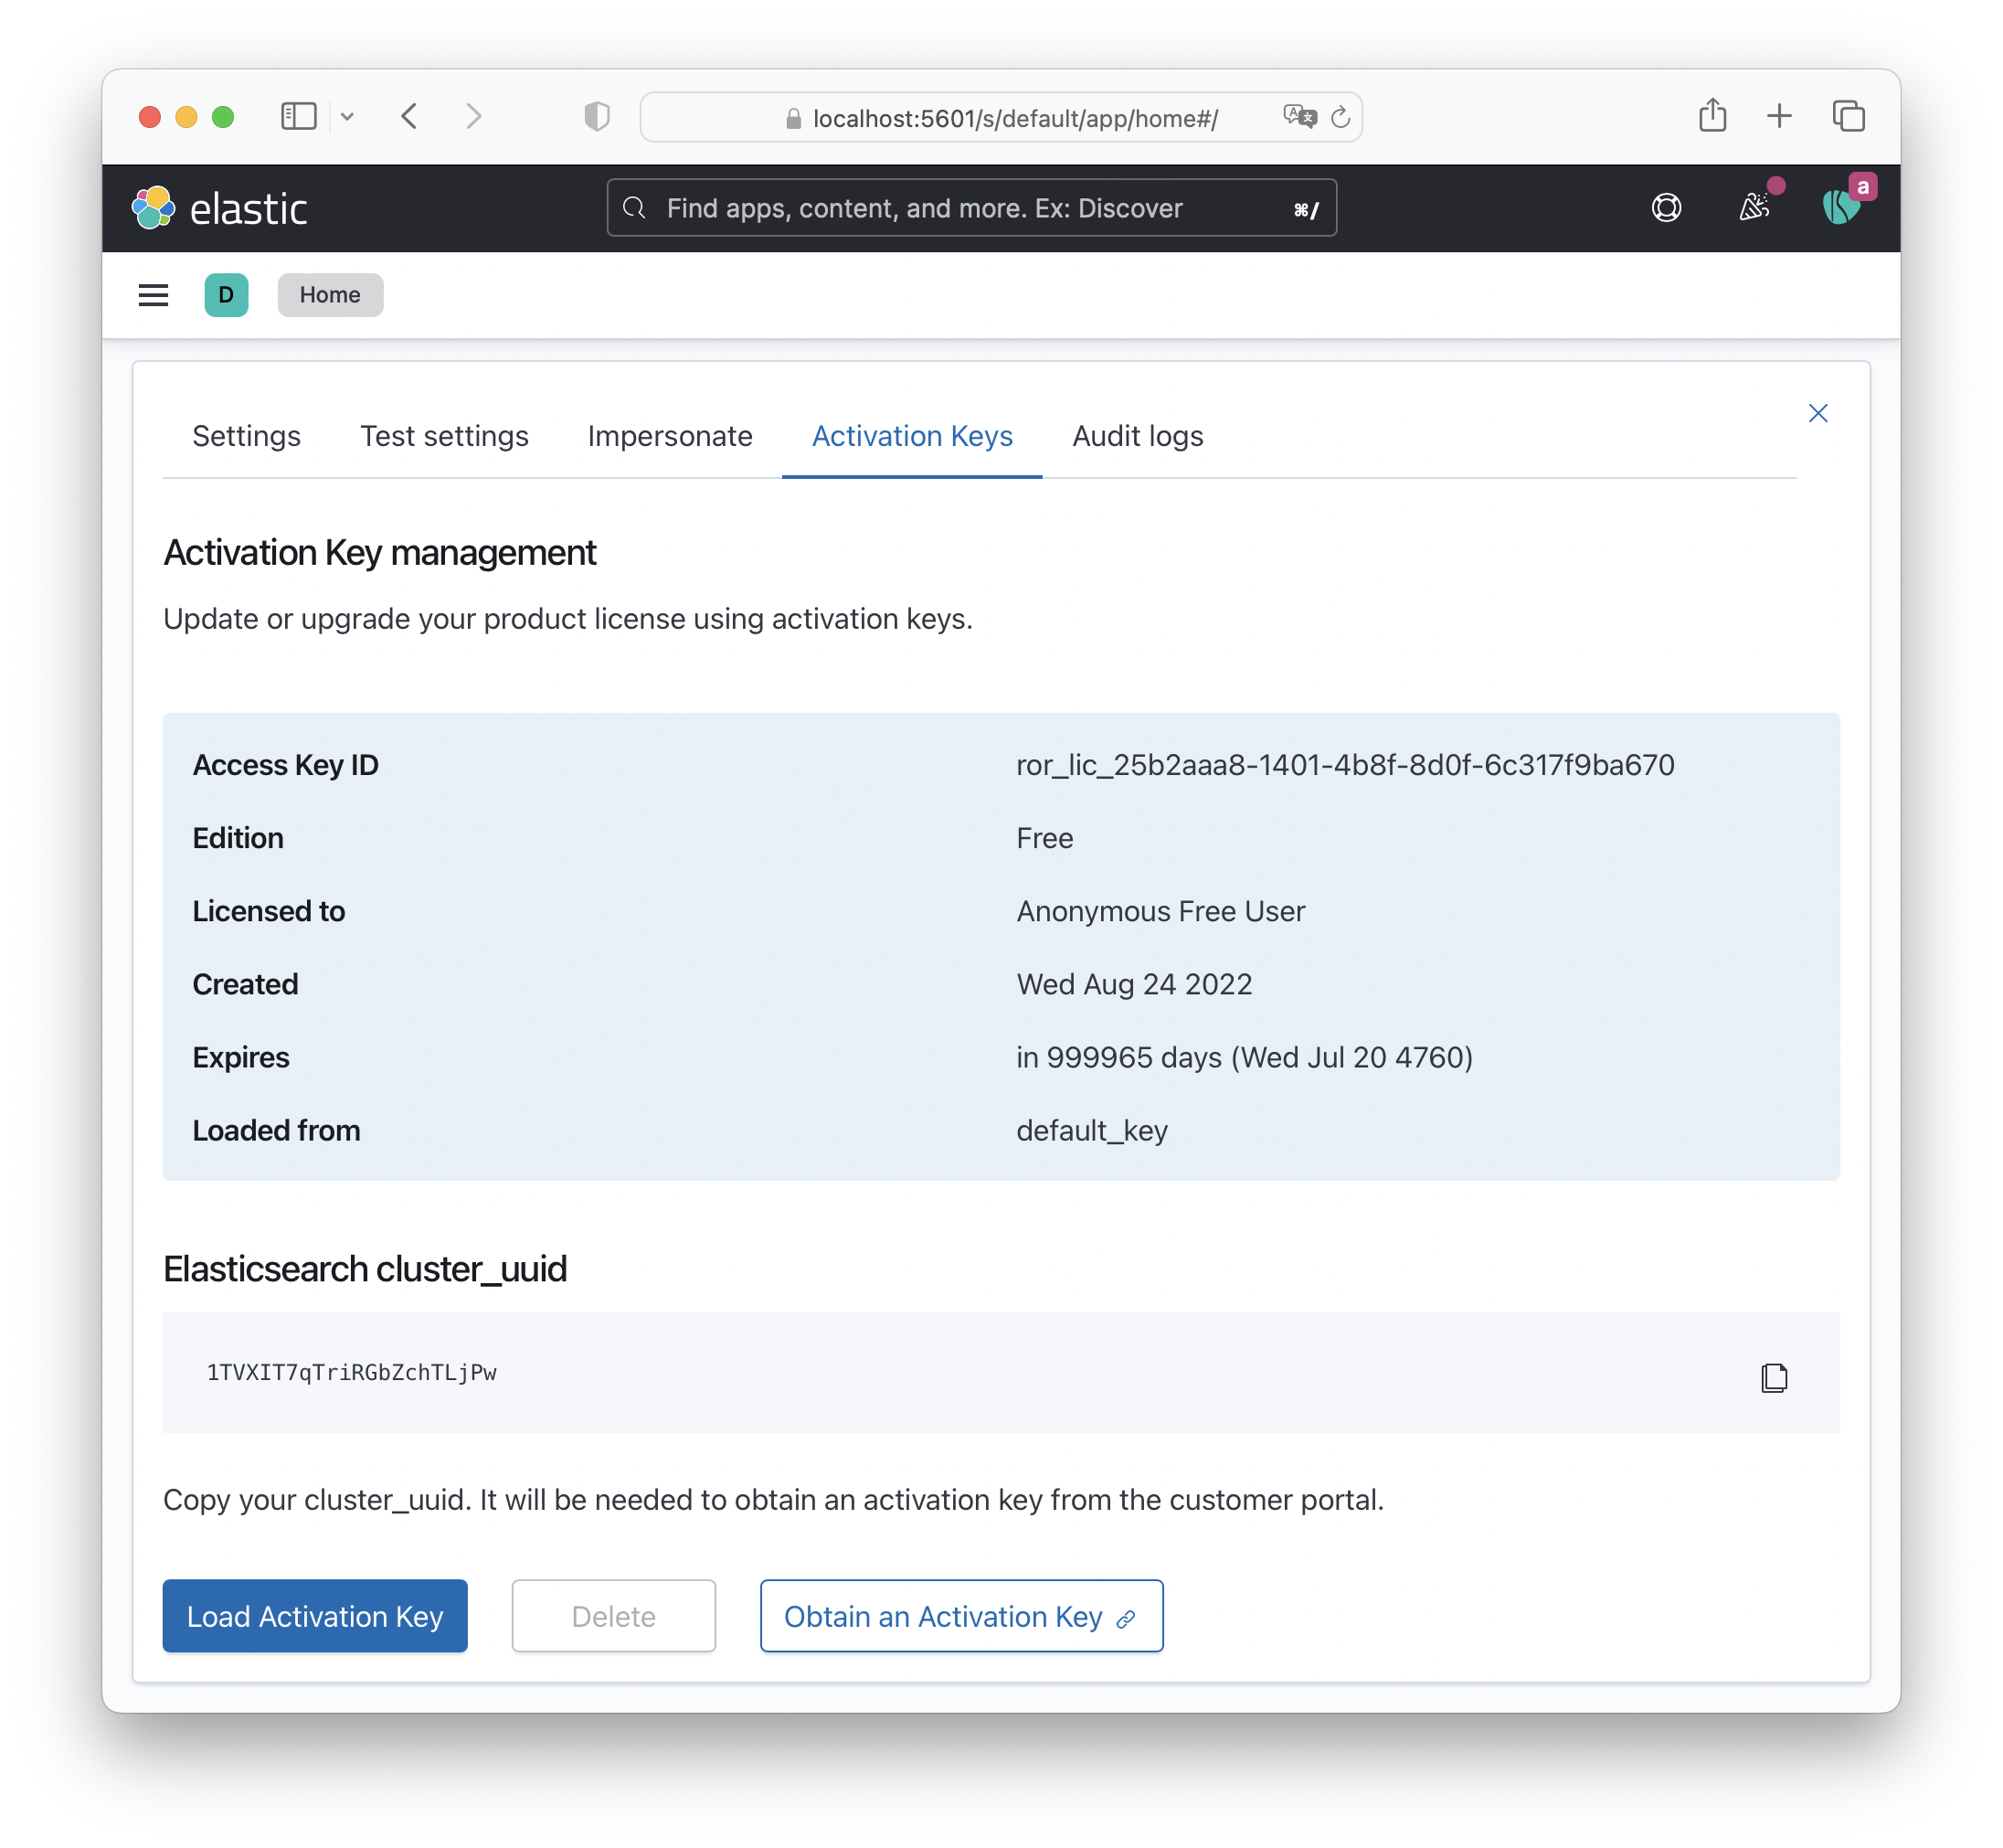 localhost:5601/s/default/app/home#/
elastic
Find apps, content, and more. Ex: Discover ⌘/
a
D Home
Settings Test settings Impersonate Activation Keys Audit logs
Activation Key management
Update or upgrade your product license using activation keys.
Access Key ID ror_lic_25b2aaa8-1401-4b8f-8d0f-6c317f9ba670
Edition Free
Licensed to Anonymous Free User
Created Wed Aug 24 2022
Expires in 999965 days (Wed Jul 20 4760)
Loaded from default_key
Elasticsearch cluster_uuid
1TVXIT7qTriRGbZchTLjPw
Copy your cluster_uuid. It will be needed to obtain an activation key from the customer portal.
Load Activation Key Delete Obtain an Activation Key